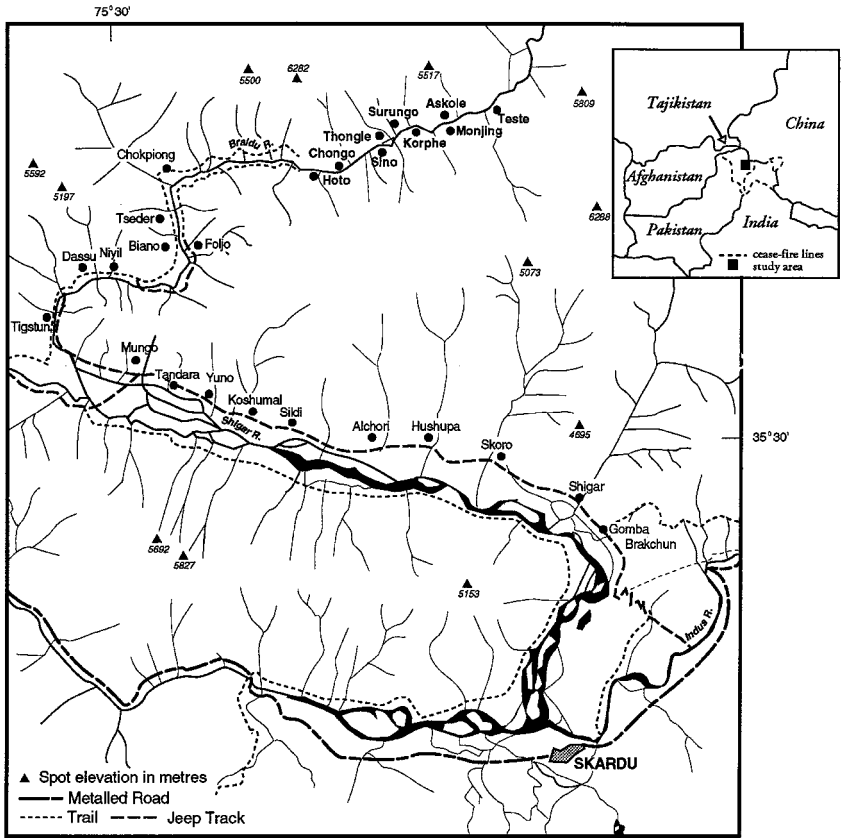 75°30'
5500
6282
5517
5809
Tajikistan
China
Afghanistan
Pakistan
India
cease-fire lines
study area
Askole
Surungo
Teste
Thongle
Monjing
Korphe
Braldu R.
Chongo
Sino
Chokpiong
Hoto
5592
5197
6288
Tseder
Biano
Foljo
Dassu
Niyil
5073
Tigstun
Mungo
Tandara
Yuno
Koshumal
Sildi
Shigar R.
Alchori
Hushupa
4695
35°30'
Skoro
Shigar
Gomba
Brakchun
5692
5827
5153
Indus R.
SKARDU
Spot elevation in metres
Metalled Road
Trail
Jeep Track